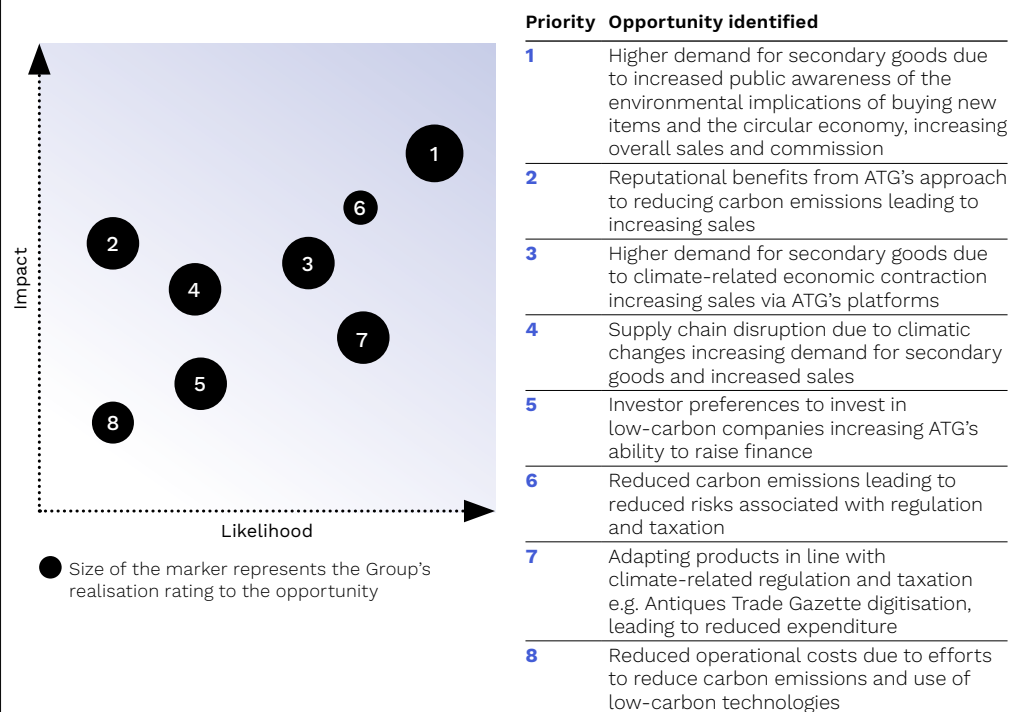 Impact
1
6
2
3
4
7
5
8
Likelihood
Size of the marker represents the Group's
realisation rating to the opportunity
Priority Opportunity identified
1 Higher demand for secondary goods due
to increased public awareness of the
environmental implications of buying new
items and the circular economy, increasing
overall sales and commission
2 Reputational benefits from ATG's approach
to reducing carbon emissions leading to
increasing sales
3 Higher demand for secondary goods due
to climate-related economic contraction
increasing sales via ATG's platforms
4 Supply chain disruption due to climatic
changes increasing demand for secondary
goods and increased sales
5 Investor preferences to invest in
low-carbon companies increasing ATG's
ability to raise finance
6 Reduced carbon emissions leading to
reduced risks associated with regulation
and taxation
7 Adapting products in line with
climate-related regulation and taxation
e.g. Antiques Trade Gazette digitisation,
leading to reduced expenditure
8 Reduced operational costs due to efforts
to reduce carbon emissions and use of
low-carbon technologies